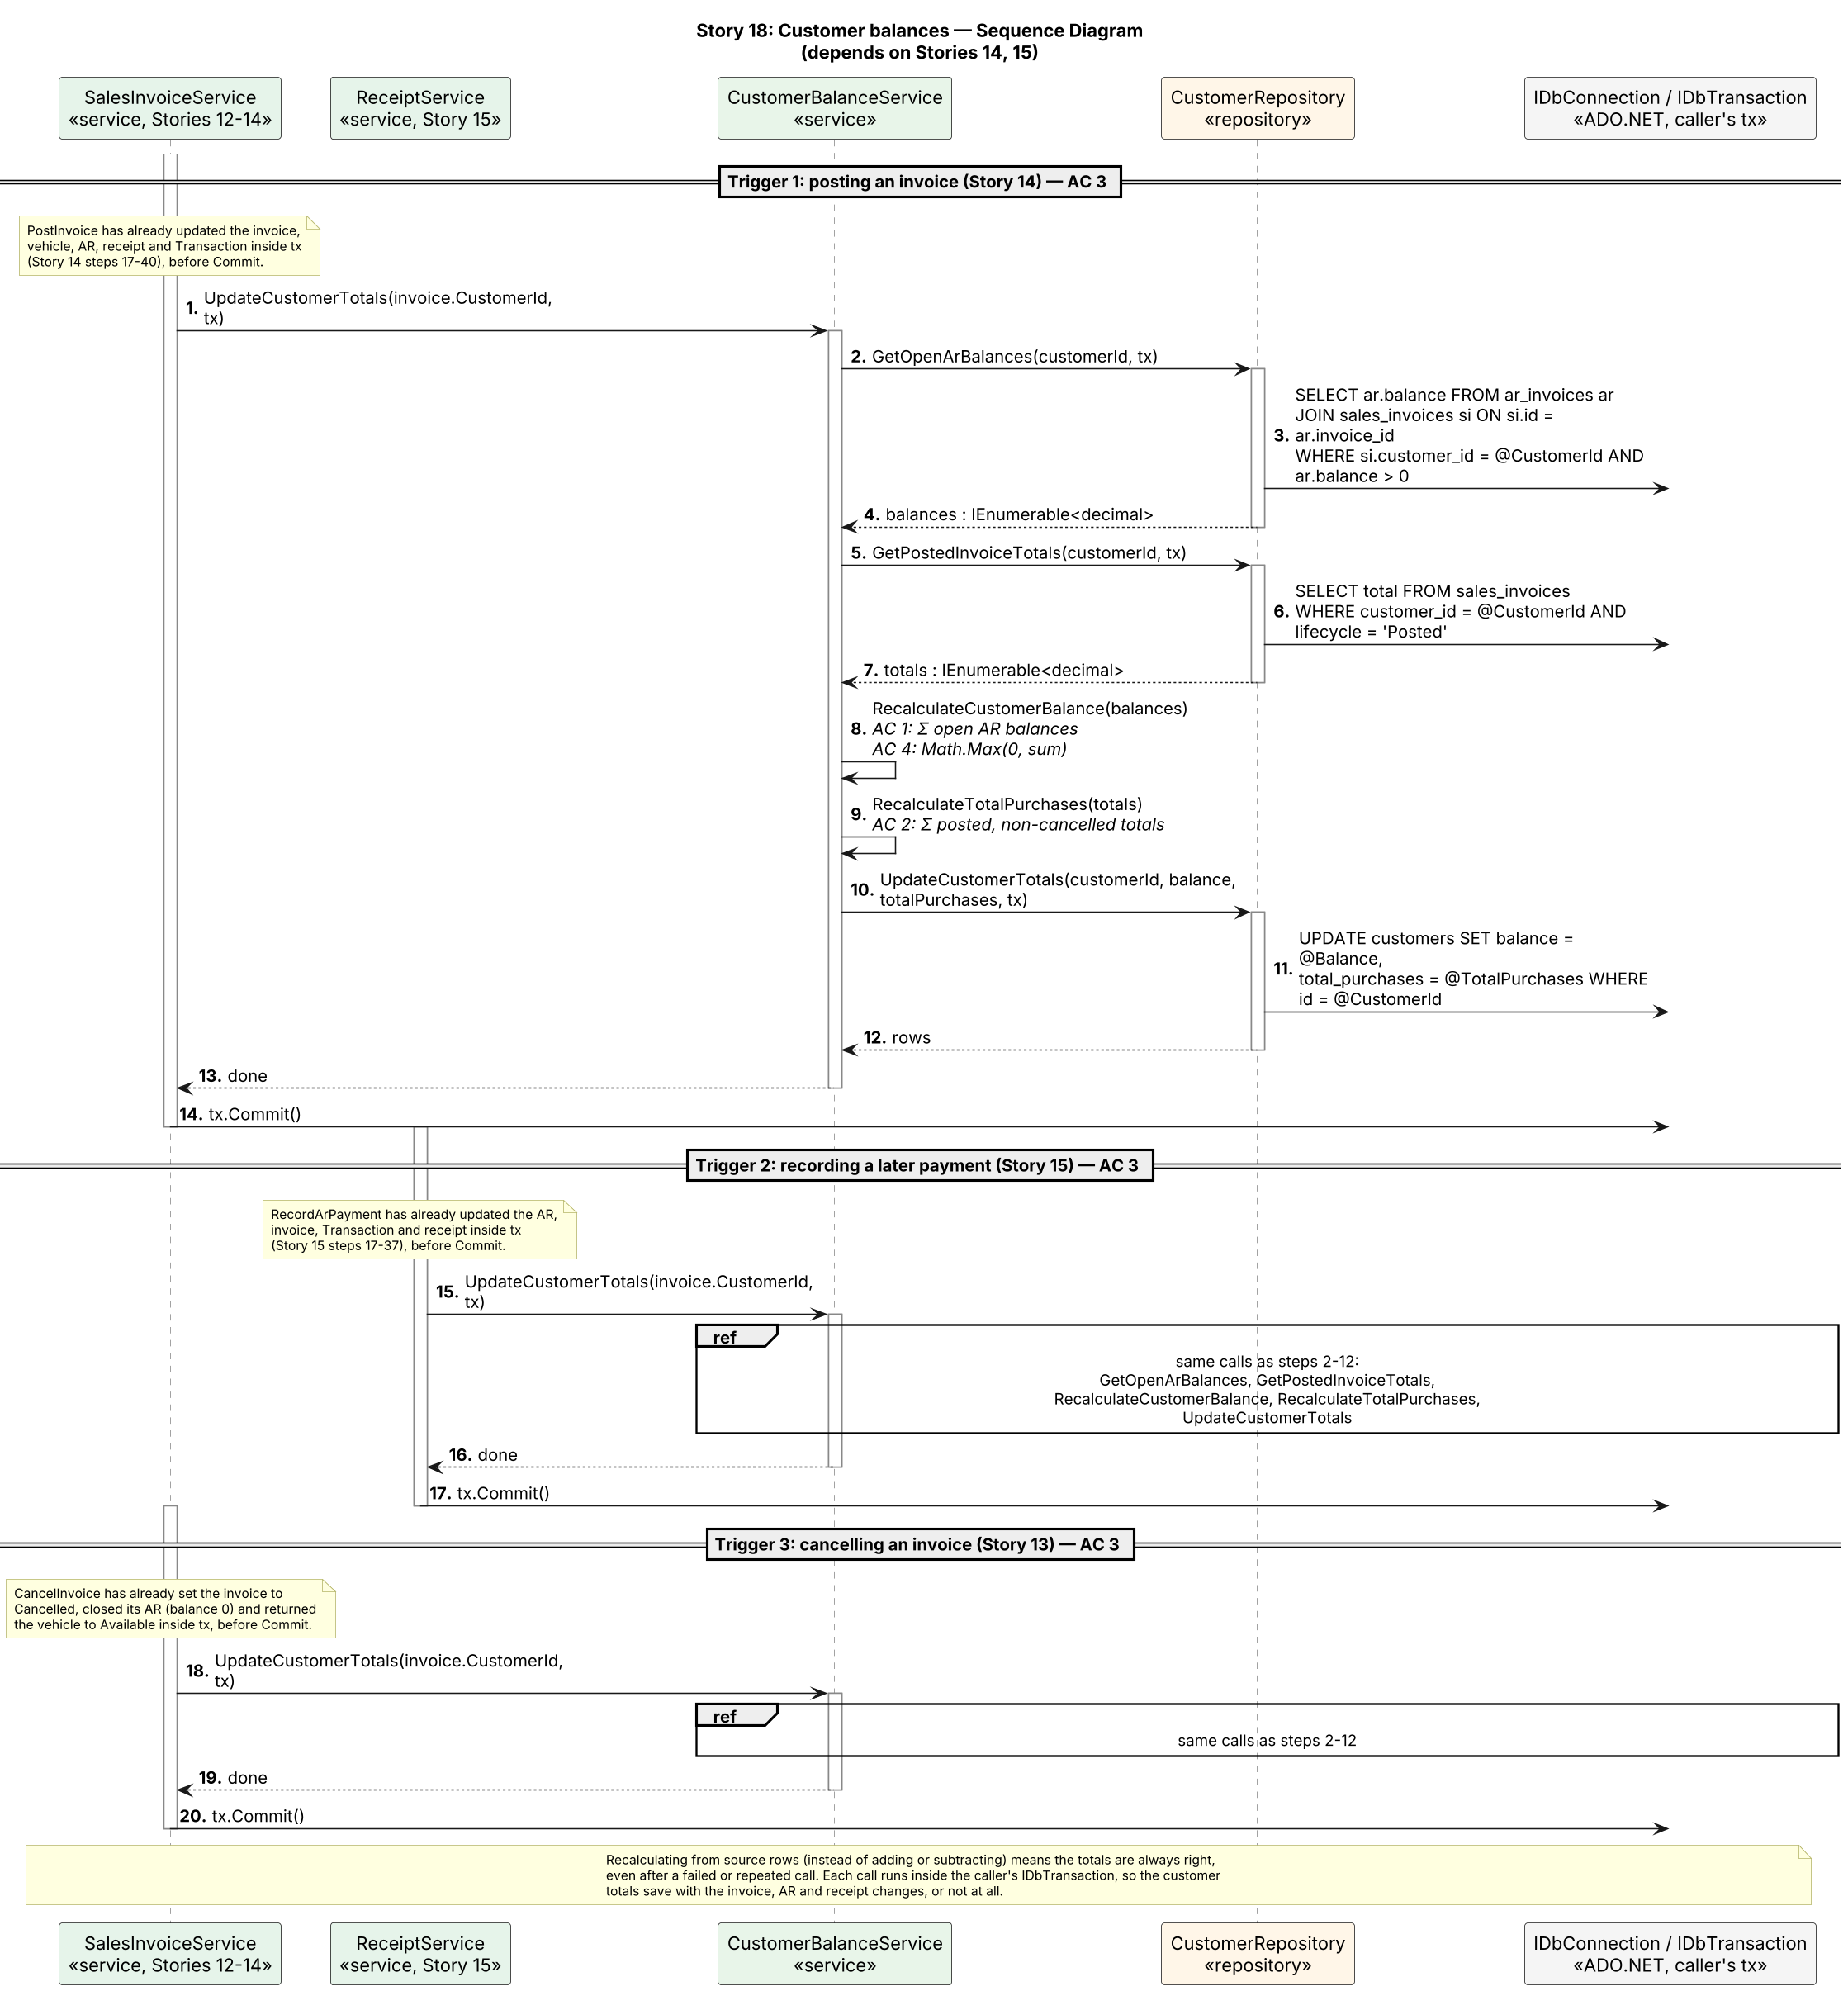 Story 18: Customer balances — Sequence Diagram
(depends on Stories 14, 15)
SalesInvoiceService
«service, Stories 12-14»
ReceiptService
«service, Story 15»
CustomerBalanceService
«service»
CustomerRepository
«repository»
IDbConnection / IDbTransaction
«ADO.NET, caller's tx»
Trigger 1: posting an invoice (Story 14) — AC 3
PostInvoice has already updated the invoice,
vehicle, AR, receipt and Transaction inside tx
(Story 14 steps 17-40), before Commit.
1. UpdateCustomerTotals(invoice.CustomerId,
tx)
2. GetOpenArBalances(customerId, tx)
SELECT ar.balance FROM ar_invoices ar
JOIN sales_invoices si ON si.id =
3. ar.invoice_id
WHERE si.customer_id = @CustomerId AND
ar.balance > 0
4. balances : IEnumerable<decimal>
5. GetPostedInvoiceTotals(customerId, tx)
SELECT total FROM sales_invoices
6. WHERE customer_id = @CustomerId AND
lifecycle = 'Posted'
7. totals : IEnumerable<decimal>
RecalculateCustomerBalance(balances)
8. AC 1: Σ open AR balances
AC 4: Math.Max(0, sum)
9. RecalculateTotalPurchases(totals)
AC 2: Σ posted, non-cancelled totals
10. UpdateCustomerTotals(customerId, balance,
totalPurchases, tx)
UPDATE customers SET balance =
@Balance,
11. total_purchases = @TotalPurchases WHERE
id = @CustomerId
12. rows
13. done
14. tx.Commit()
Trigger 2: recording a later payment (Story 15) — AC 3
RecordArPayment has already updated the AR,
invoice, Transaction and receipt inside tx
(Story 15 steps 17-37), before Commit.
15. UpdateCustomerTotals(invoice.CustomerId,
tx)
ref
same calls as steps 2-12:
GetOpenArBalances, GetPostedInvoiceTotals,
RecalculateCustomerBalance, RecalculateTotalPurchases,
UpdateCustomerTotals
16. done
17. tx.Commit()
Trigger 3: cancelling an invoice (Story 13) — AC 3
CancelInvoice has already set the invoice to
Cancelled, closed its AR (balance 0) and returned
the vehicle to Available inside tx, before Commit.
18. UpdateCustomerTotals(invoice.CustomerId,
tx)
ref
same calls as steps 2-12
19. done
20. tx.Commit()
Recalculating from source rows (instead of adding or subtracting) means the totals are always right,
even after a failed or repeated call. Each call runs inside the caller's IDbTransaction, so the customer
totals save with the invoice, AR and receipt changes, or not at all.
SalesInvoiceService
«service, Stories 12-14»
ReceiptService
«service, Story 15»
CustomerBalanceService
«service»
CustomerRepository
«repository»
IDbConnection / IDbTransaction
«ADO.NET, caller's tx»